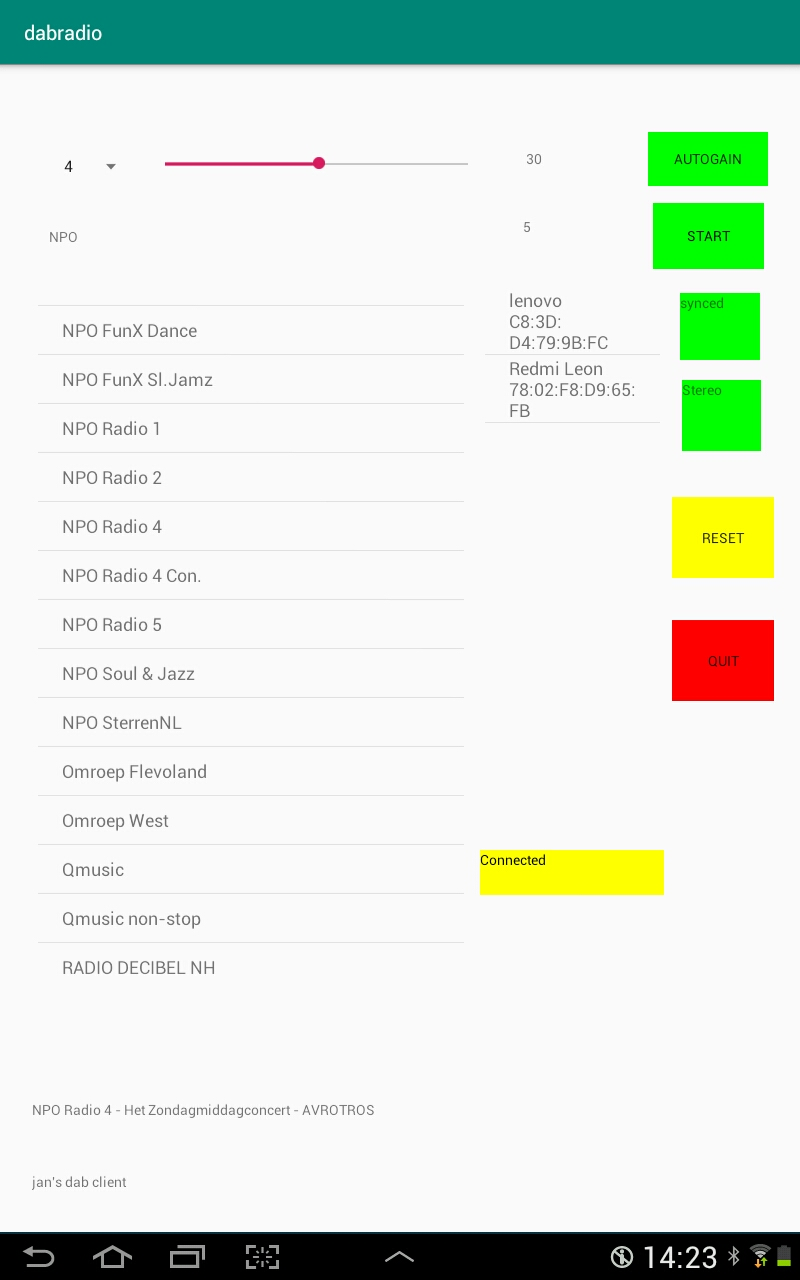 dabradio
4
30
AUTOGAIN
NPO
5
START
NPO FunX Dance
NPO FunX Sl.Jamz
NPO Radio 1
NPO Radio 2
NPO Radio 4
NPO Radio 4 Con.
NPO Radio 5
NPO Soul & Jazz
NPO SterrenNL
Omroep Flevoland
Omroep West
Qmusic
Qmusic non-stop
RADIO DECIBEL NH
lenovo
C8:3D:
D4:79:9B:FC
Redmi Leon
78:02:F8:D9:65:
FB
synced
Stereo
RESET
QUIT
Connected
NPO Radio 4 - Het Zondagmiddagconcert - AVROTROS
jan's dab client
14:23